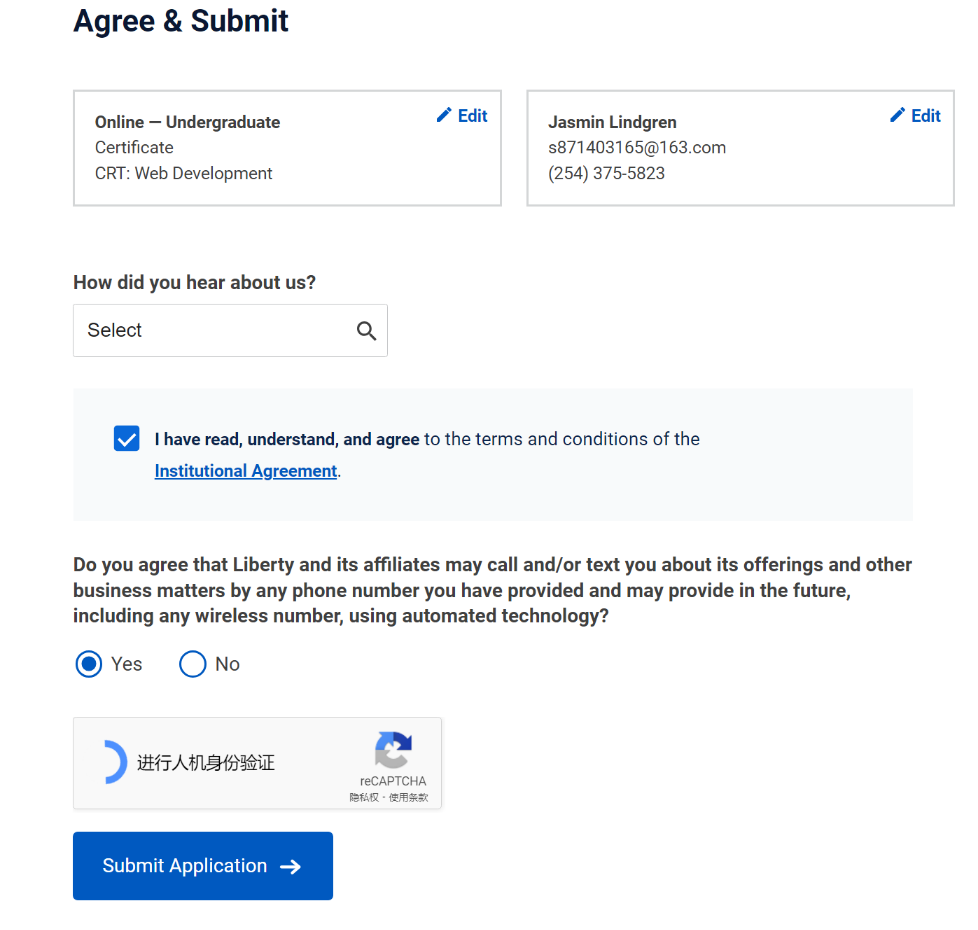 Agree & Submit
Online — Undergraduate
Edit
Certificate
CRT: Web Development
Jasmin Lindgren
Edit
s871403165@163.com
(254) 375-5823
How did you hear about us?
Select
I have read, understand, and agree to the terms and conditions of the
Institutional Agreement.
Do you agree that Liberty and its affiliates may call and/or text you about its offerings and other
business matters by any phone number you have provided and may provide in the future,
including any wireless number, using automated technology?
Yes
No
进行人机身份验证
reCAPTCHA
隐私权 - 使用条款
Submit Application